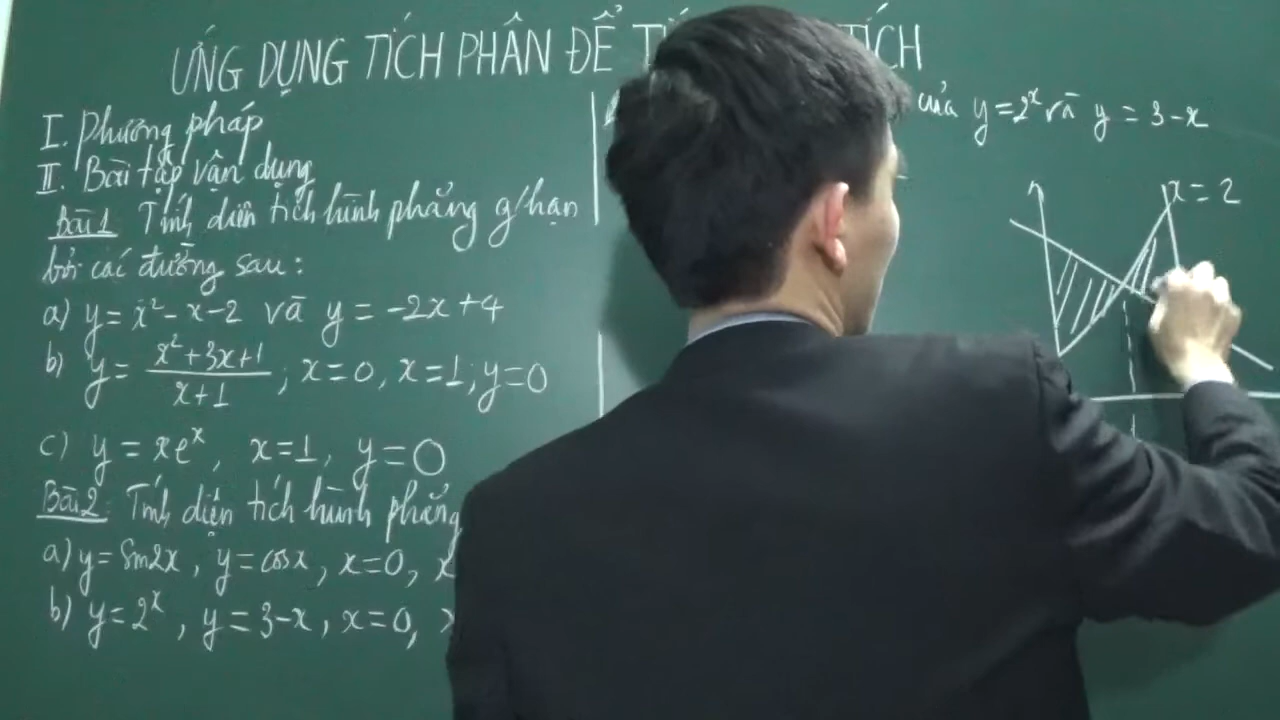 ỨNG DỤNG TÍCH PHÂN ĐỂ TÍCH
I. Phương pháp
II. Bài tập vận dụng
Bài 1 Tính diện tích hình phẳng g/hạn
bởi các đường sau:
a) y = x² - x - 2 và y = -2x + 4
b) y = (x² + 3x + 1)/(x + 1) ; x = 0, x = 1; y = 0
c) y = xeˣ, x = 1, y = 0
Bài 2: Tính diện tích hình phẳng
a) y = sin2x, y = cosx, x = 0, x
b) y = 2ˣ, y = 3 - x, x = 0,
của y = 2ˣ và y = 3 - x
x = 2